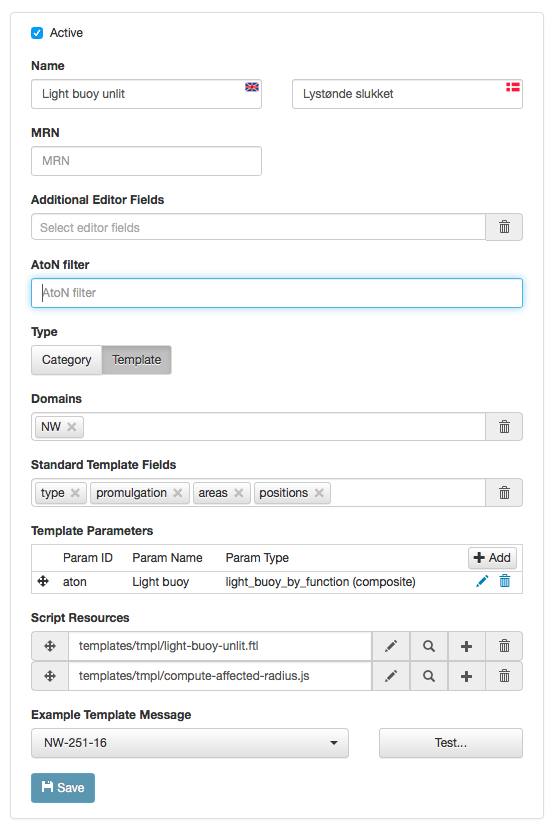 Active
Name
Light buoy unlit Lystønde slukket
MRN
MRN
Additional Editor Fields
Select editor fields
AtoN filter
AtoN filter
Type
Category Template
Domains
NW
Standard Template Fields
type promulgation areas positions
Template Parameters
Param ID Param Name Param Type Add
aton Light buoy light_buoy_by_function (composite)
Script Resources
templates/tmpl/light-buoy-unlit.ftl
templates/tmpl/compute-affected-radius.js
Example Template Message
NW-251-16 Test...
Save